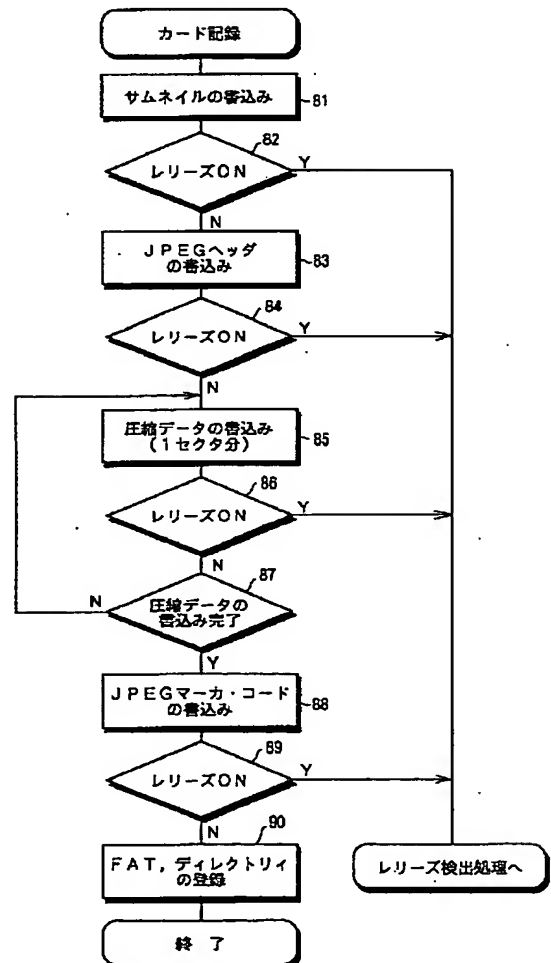 カード記録
サムネイルの書込み
81
82
レリーズON
Y
N
JPEGヘッダ
の書込み
83
84
レリーズON
Y
N
圧縮データの書込み
(1セクタ分)
85
86
レリーズON
Y
N
87
N
圧縮データの
書込み完了
Y
JPEGマーカ・コード
の書込み
88
89
レリーズON
Y
N
90
FAT,ディレクトリィ
の登録
レリーズ検出処理へ
終 了